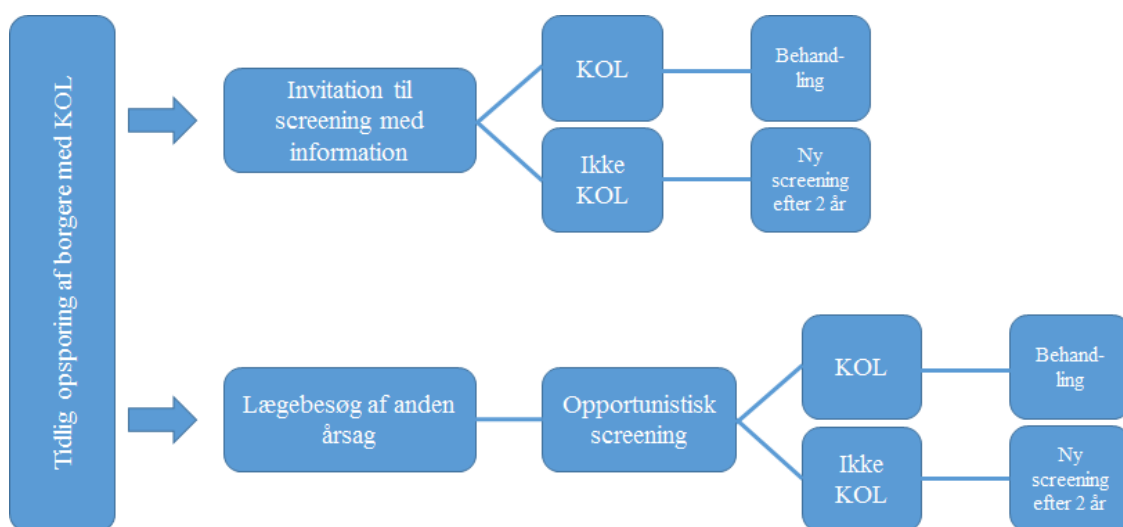 Tidlig opsporing af borgere med KOL
Invitation til
screening med
information
KOL
Behand-
ling
Ikke
KOL
Ny
screening
efter 2 år
Lægebesøg af anden
årsag
Opportunistisk
screening
KOL
Behand-
ling
Ikke
KOL
Ny
screening
efter 2 år